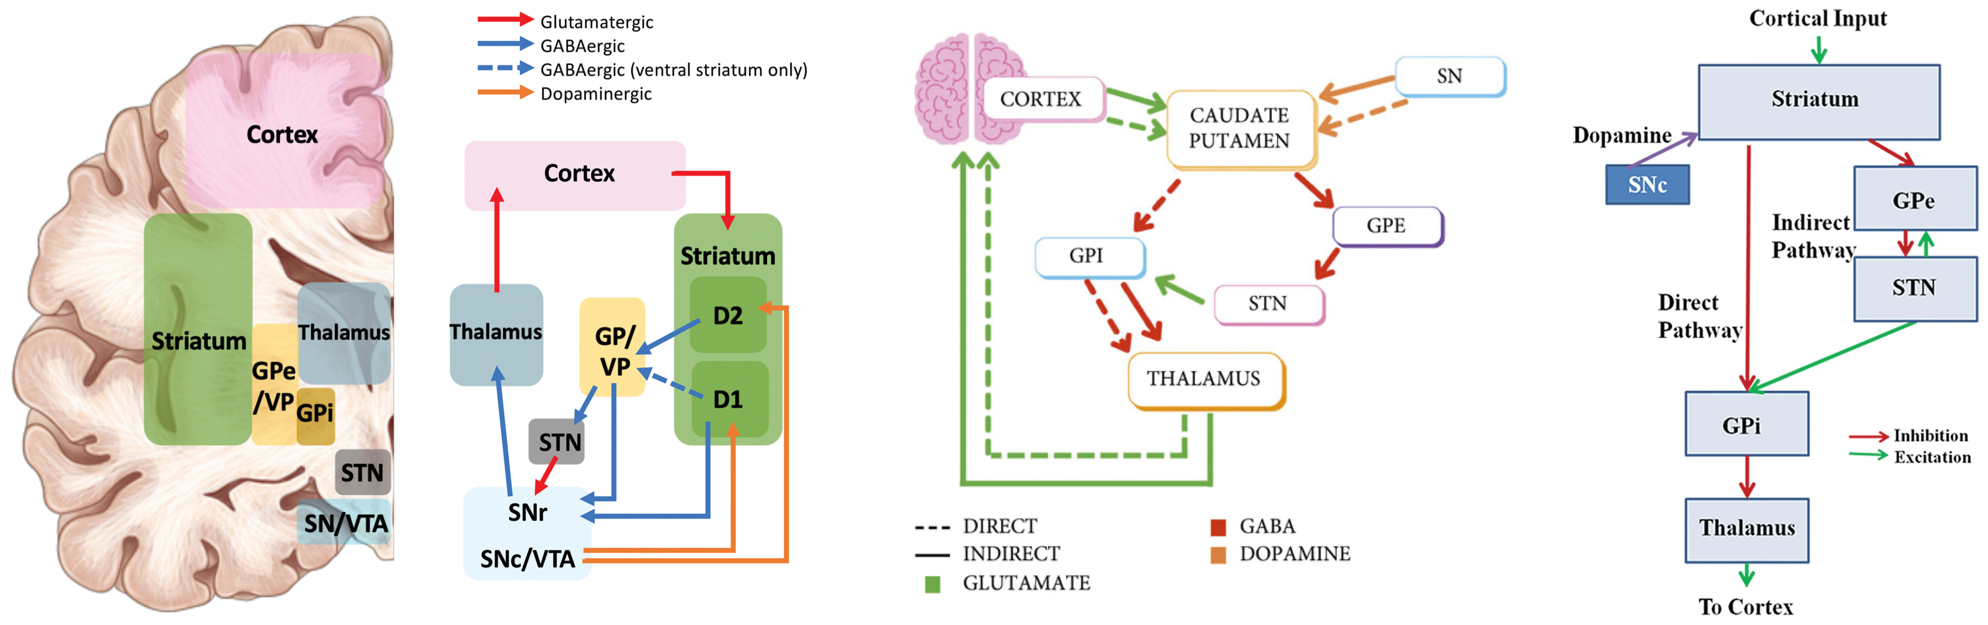 Cortex
Striatum
Thalamus
GPe
/VP
GPi
STN
SN/VTA
Glutamatergic
GABAergic
GABAergic (ventral striatum only)
Dopaminergic
Cortex
Striatum
D2
D1
Thalamus
GP/
VP
STN
SNr
SNc/VTA
CORTEX
CAUDATE
PUTAMEN
SN
GPE
GPI
STN
THALAMUS
DIRECT
INDIRECT
GLUTAMATE
GABA
DOPAMINE
Cortical Input
Striatum
Dopamine
SNc
GPe
Indirect
Pathway
STN
Direct
Pathway
GPi
Inhibition
Excitation
Thalamus
To Cortex